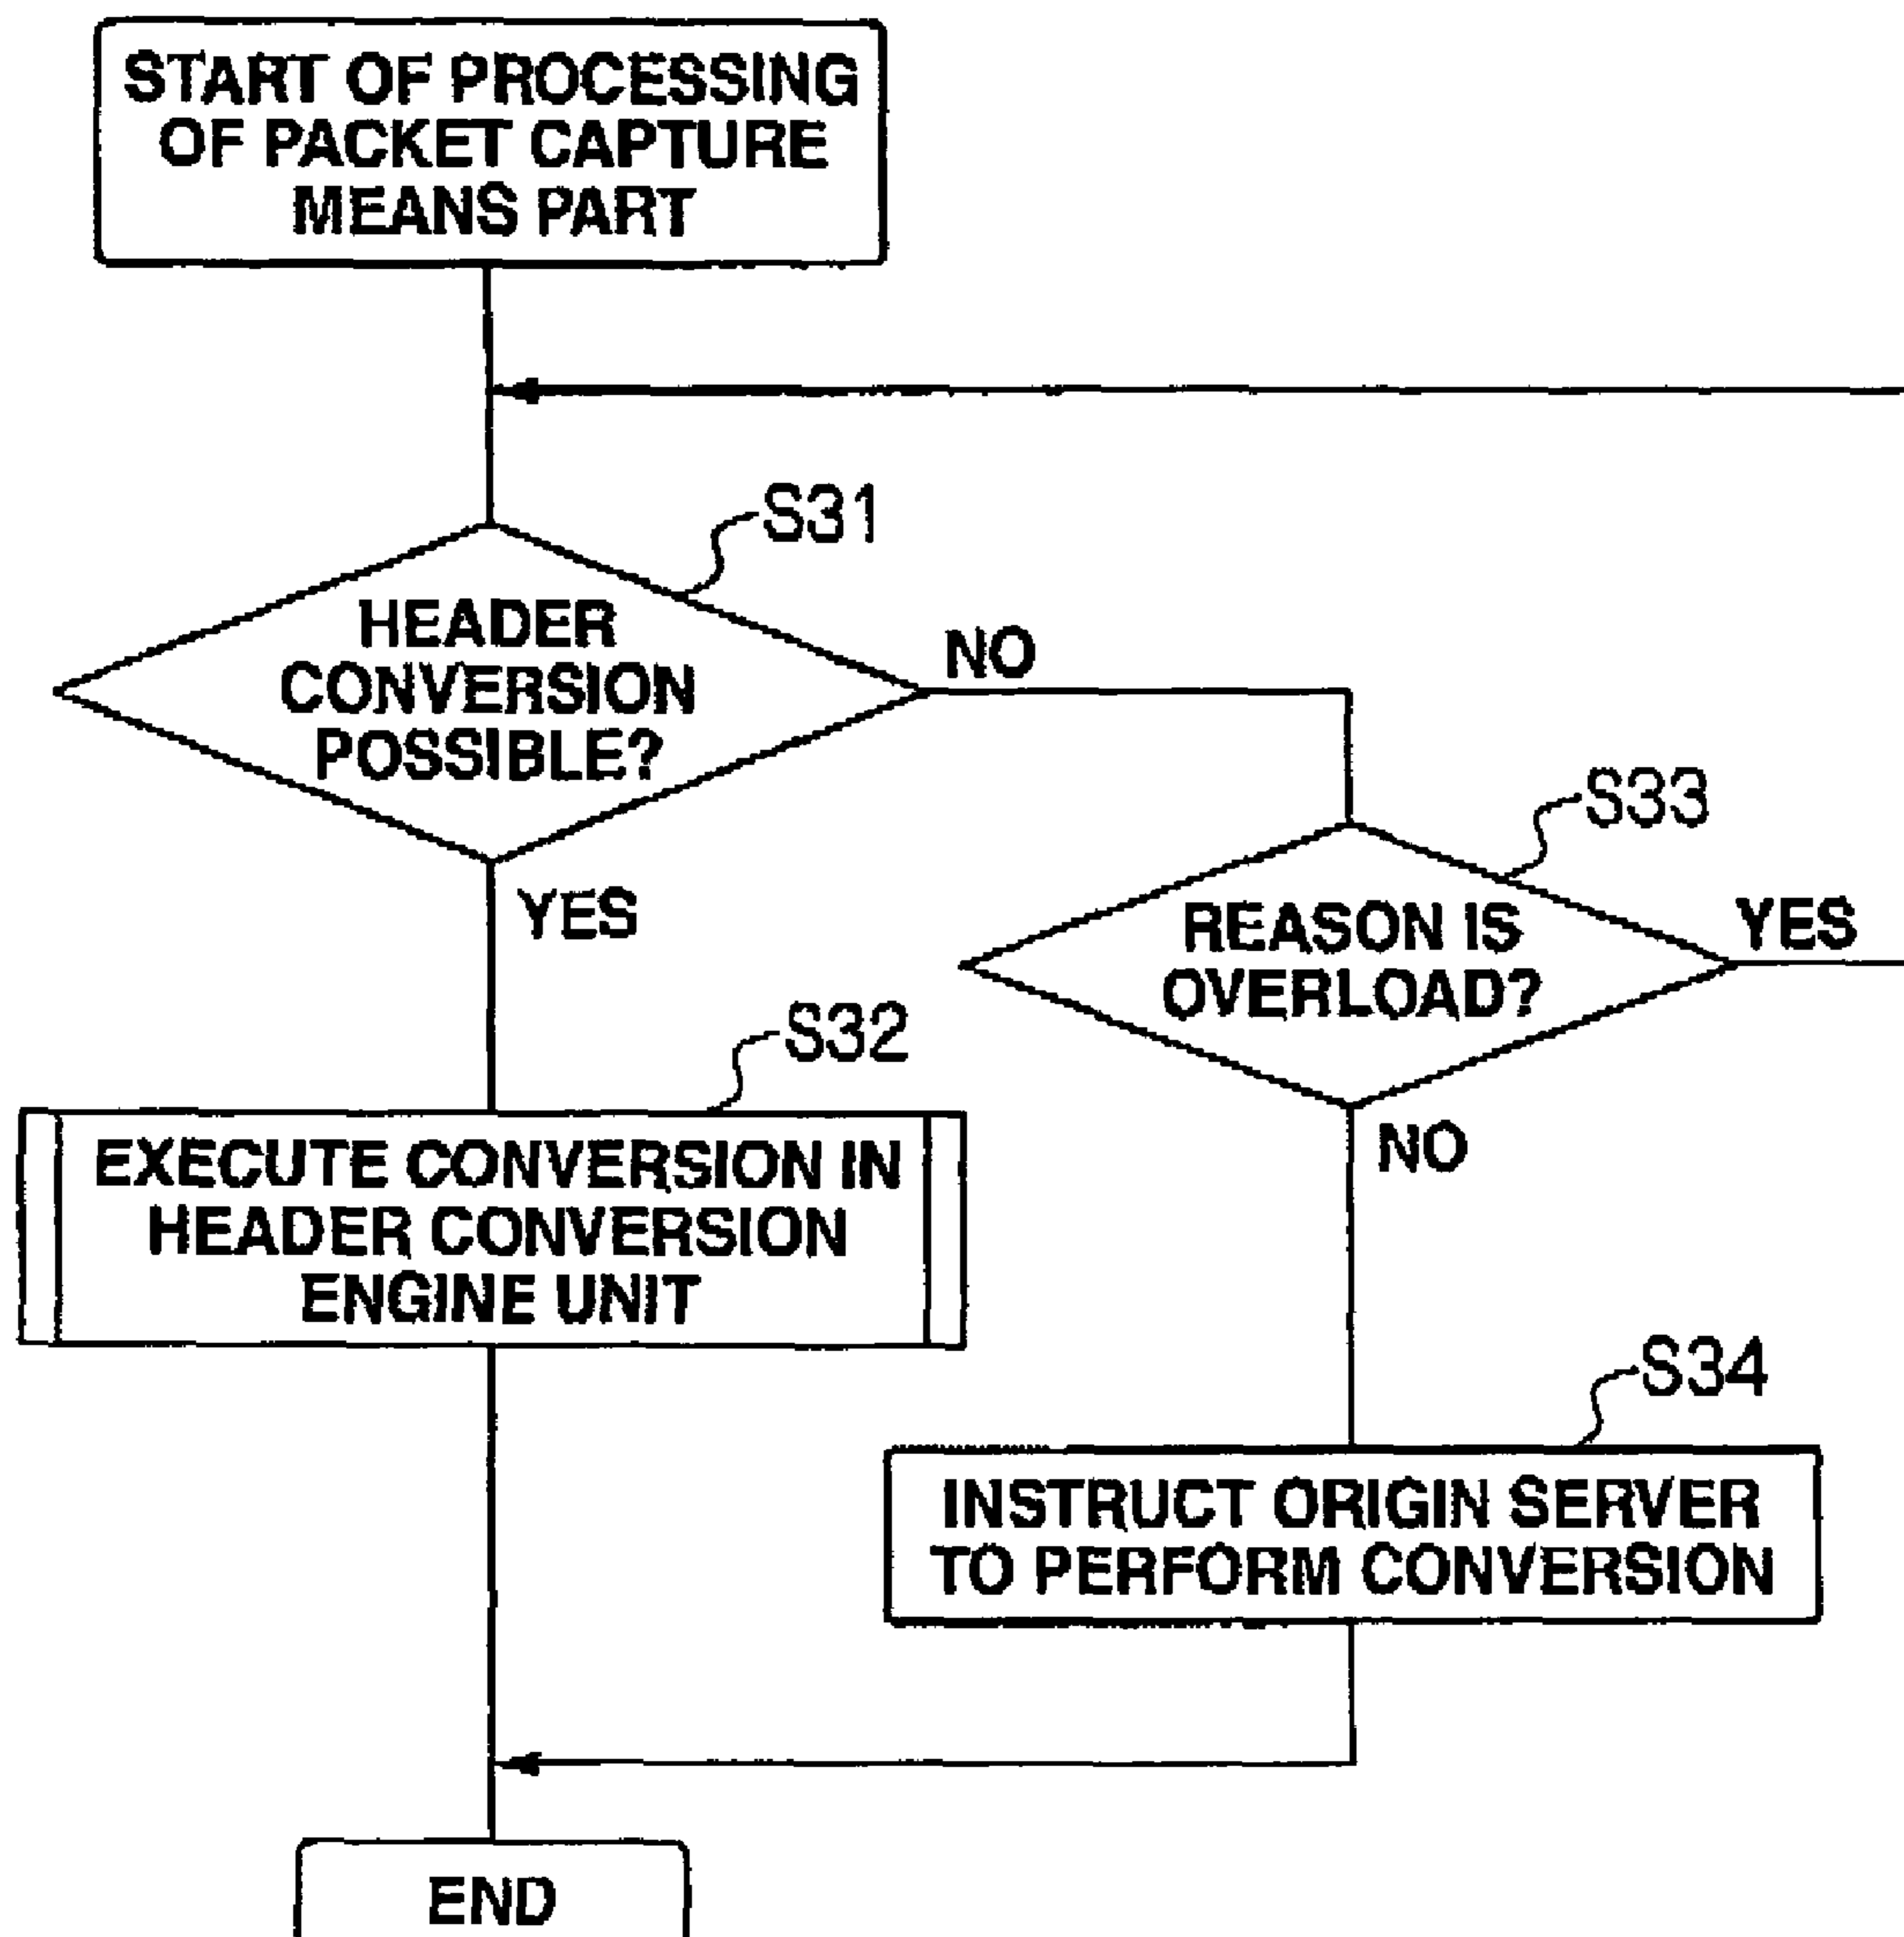 START OF PROCESSING
OF PACKET CAPTURE
MEANS PART
S31
HEADER
CONVERSION
POSSIBLE?
NO
YES
S33
REASON IS
OVERLOAD?
YES
NO
S32
EXECUTE CONVERSION IN
HEADER CONVERSION
ENGINE UNIT
S34
INSTRUCT ORIGIN SERVER
TO PERFORM CONVERSION
END